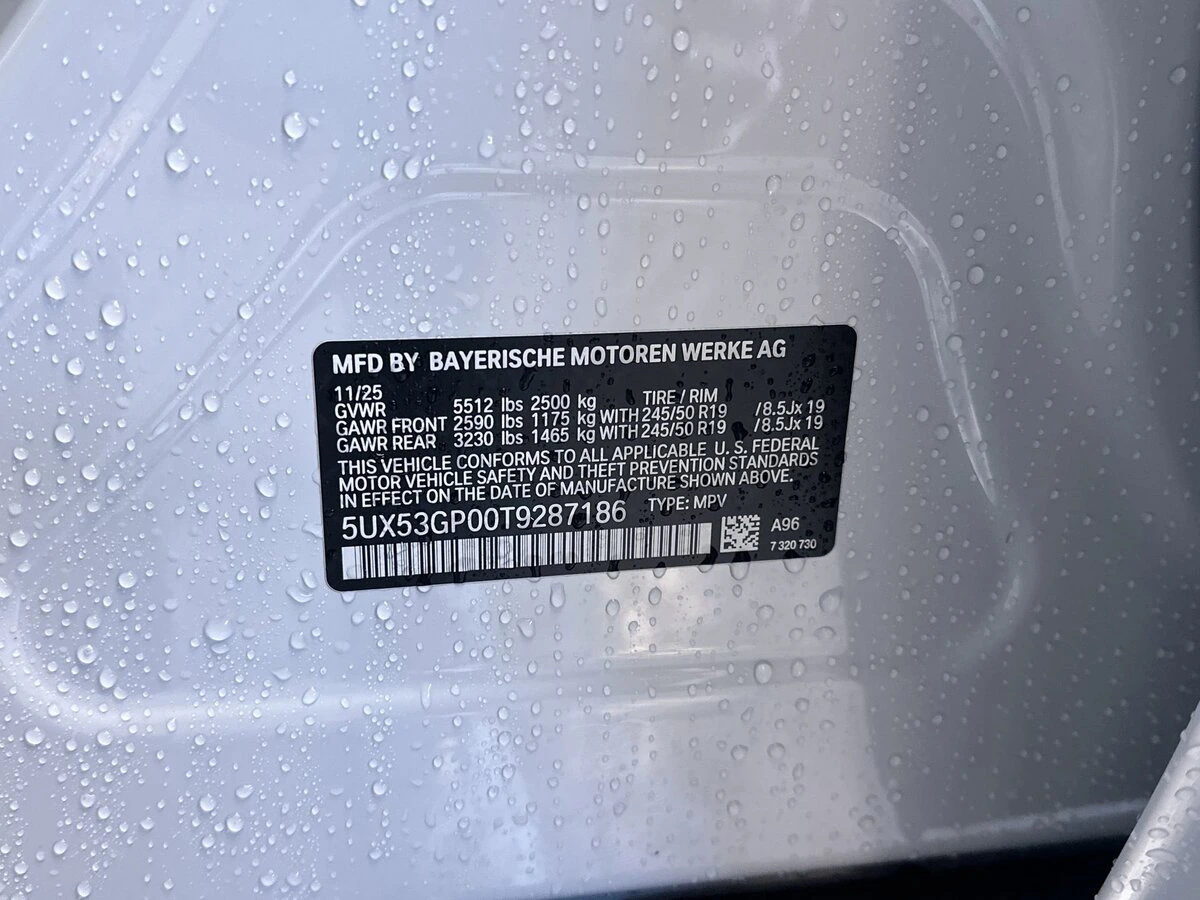 MFD BY BAYERISCHE MOTOREN WERKE AG
11/25
GVWR 5512 lbs 2500 kg TIRE / RIM
GAWR FRONT 2590 lbs 1175 kg WITH 245/50 R19 /8.5Jx 19
GAWR REAR 3230 lbs 1465 kg WITH 245/50 R19 /8.5Jx 19
THIS VEHICLE CONFORMS TO ALL APPLICABLE U. S. FEDERAL
MOTOR VEHICLE SAFETY AND THEFT PREVENTION STANDARDS
IN EFFECT ON THE DATE OF MANUFACTURE SHOWN ABOVE.
5UX53GP00T9287186 TYPE: MPV
A96
7 320 730